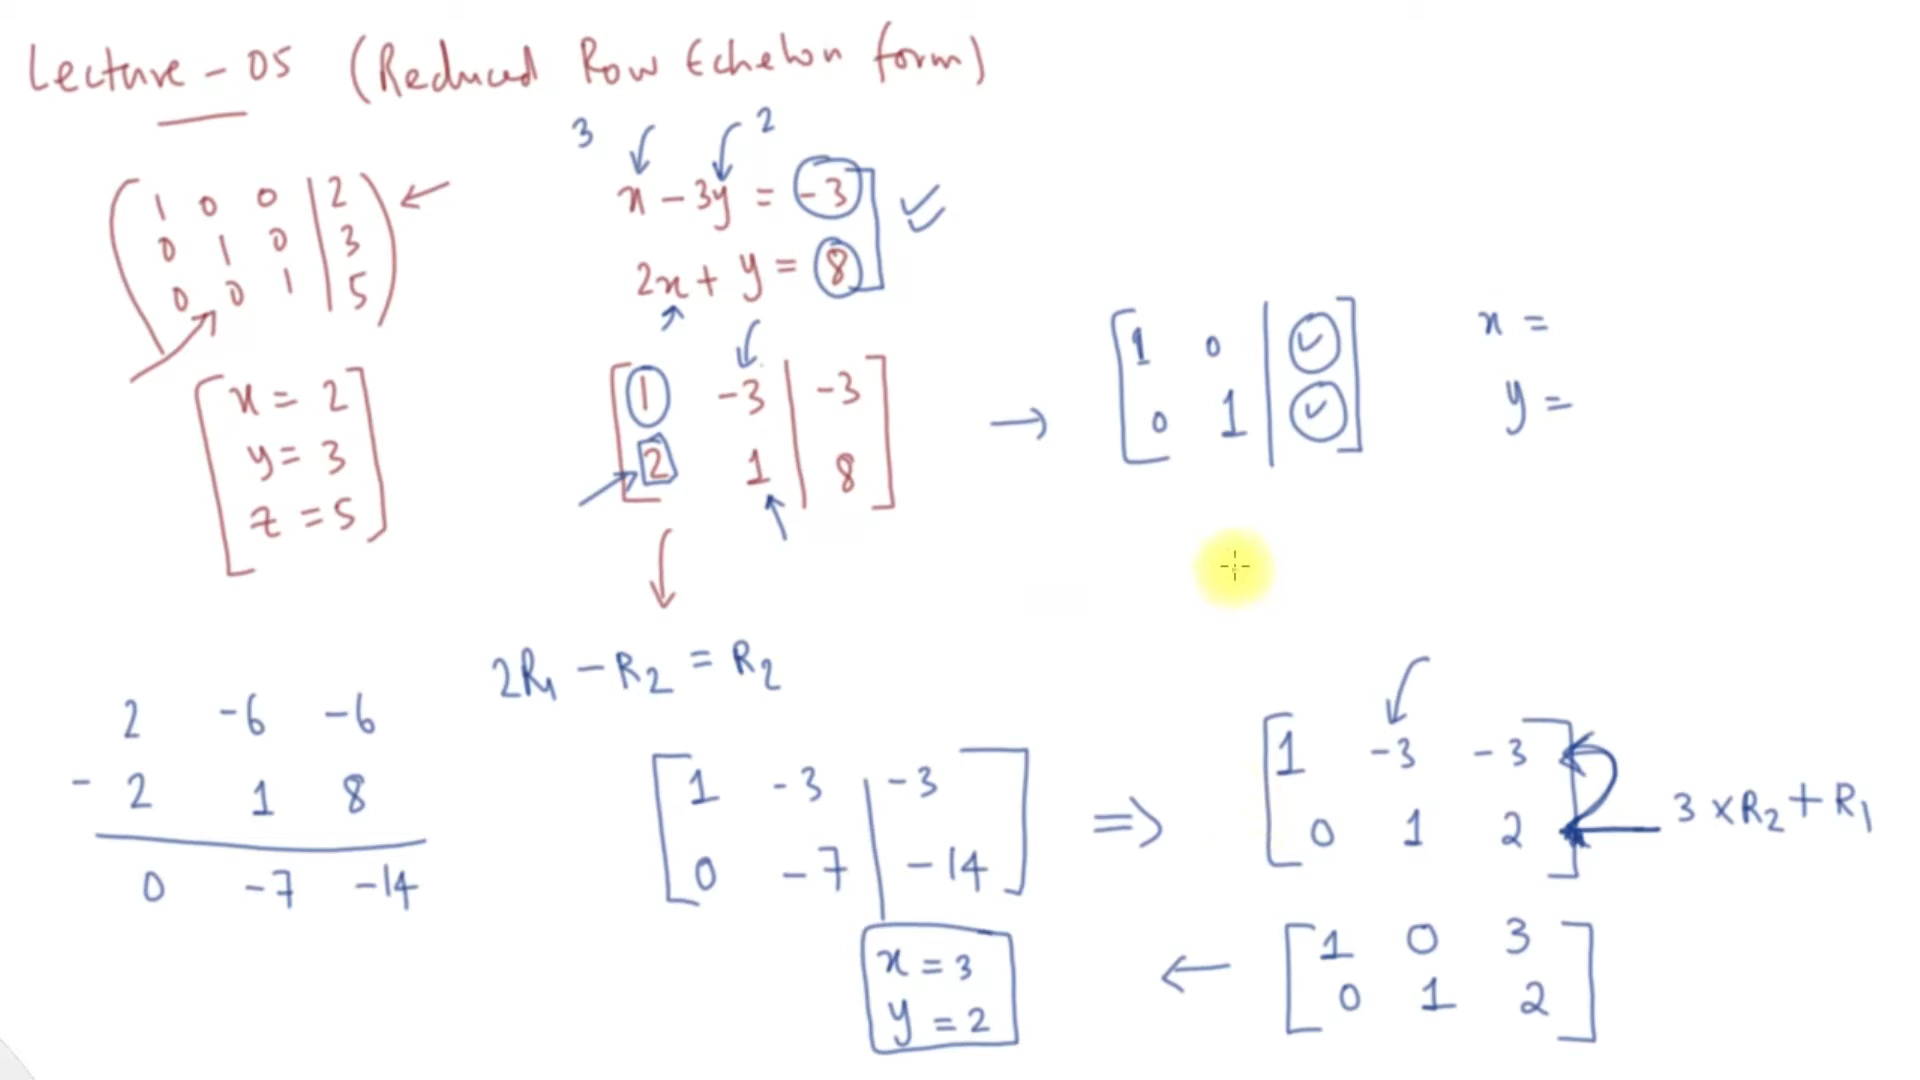 Lecture - 05 (Reduced Row Echelon form)
1 0 0 | 2
0 1 0 | 3
0 0 1 | 5
x = 2
y = 3
z = 5
3 2
x - 3y = -3
2x + y = 8
1 -3 | -3
2 1 | 8
→
1 0 | ✓
0 1 | ✓
x =
y =
2R1 - R2 = R2
2 -6 -6
- 2 1 8
0 -7 -14
1 -3 | -3
0 -7 | -14
⇒
1 -3 -3
0 1 2
3 × R2 + R1
1 0 3
0 1 2
←
x = 3
y = 2